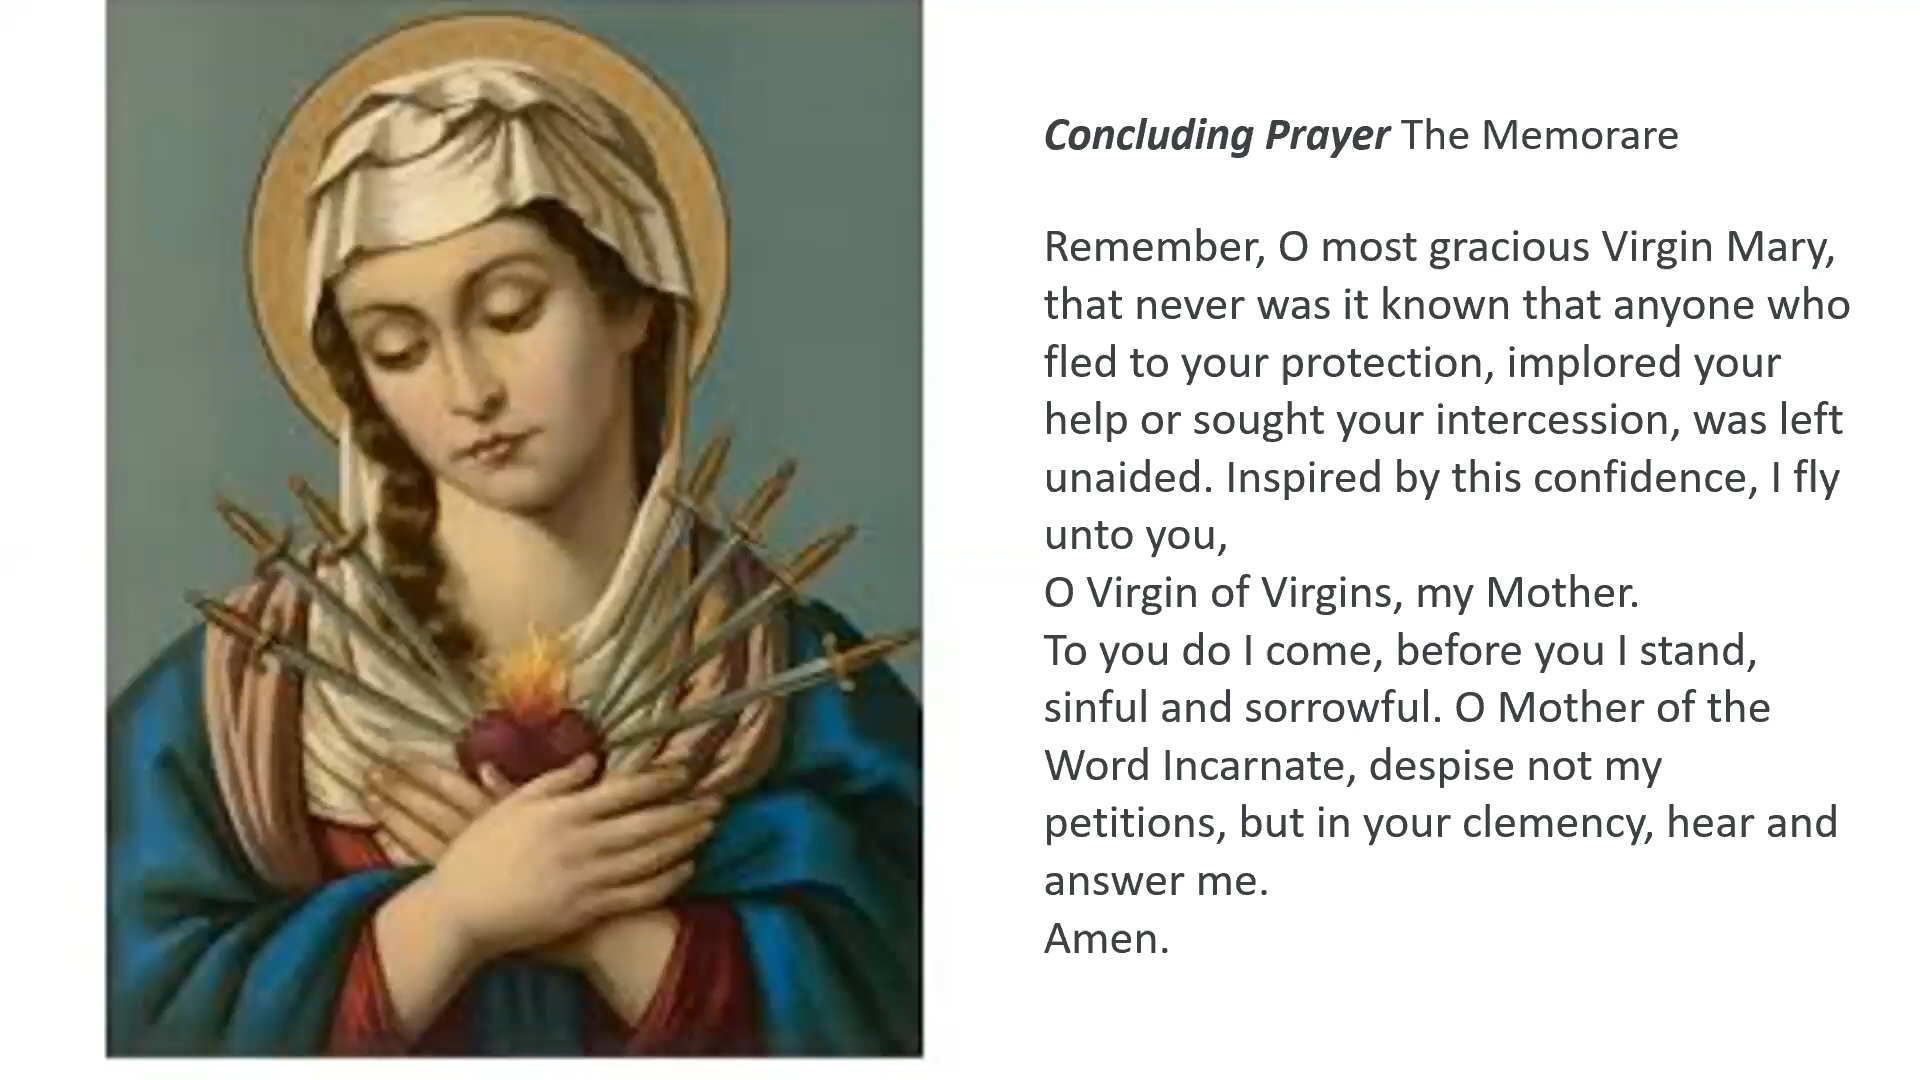 Concluding Prayer The Memorare
Remember, O most gracious Virgin Mary,
that never was it known that anyone who
fled to your protection, implored your
help or sought your intercession, was left
unaided. Inspired by this confidence, I fly
unto you,
O Virgin of Virgins, my Mother.
To you do I come, before you I stand,
sinful and sorrowful. O Mother of the
Word Incarnate, despise not my
petitions, but in your clemency, hear and
answer me.
Amen.